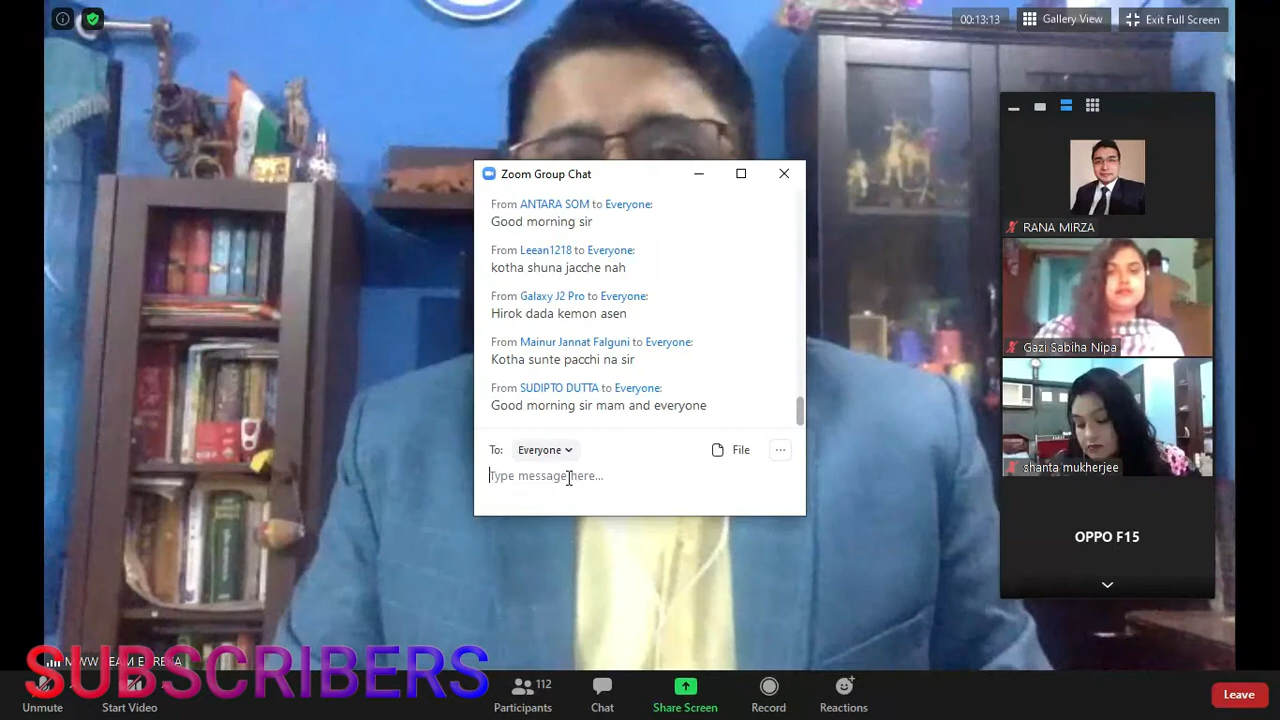 00:13:13
Gallery View
Exit Full Screen
Zoom Group Chat
From ANTARA SOM to Everyone:
Good morning sir
From Leean1218 to Everyone:
kotha shuna jacche nah
From Galaxy J2 Pro to Everyone:
Hirok dada kemon asen
From Mainur Jannat Falguni to Everyone:
Kotha sunte pacchi na sir
From SUDIPTO DUTTA to Everyone:
Good morning sir mam and everyone
To: Everyone
File
Type message here...
RANA MIRZA
Gazi Sabiha Nipa
shanta mukherjee
OPPO F15
SUBSCRIBERS
Unmute
Start Video
Participants
112
Chat
Share Screen
Record
Reactions
Leave